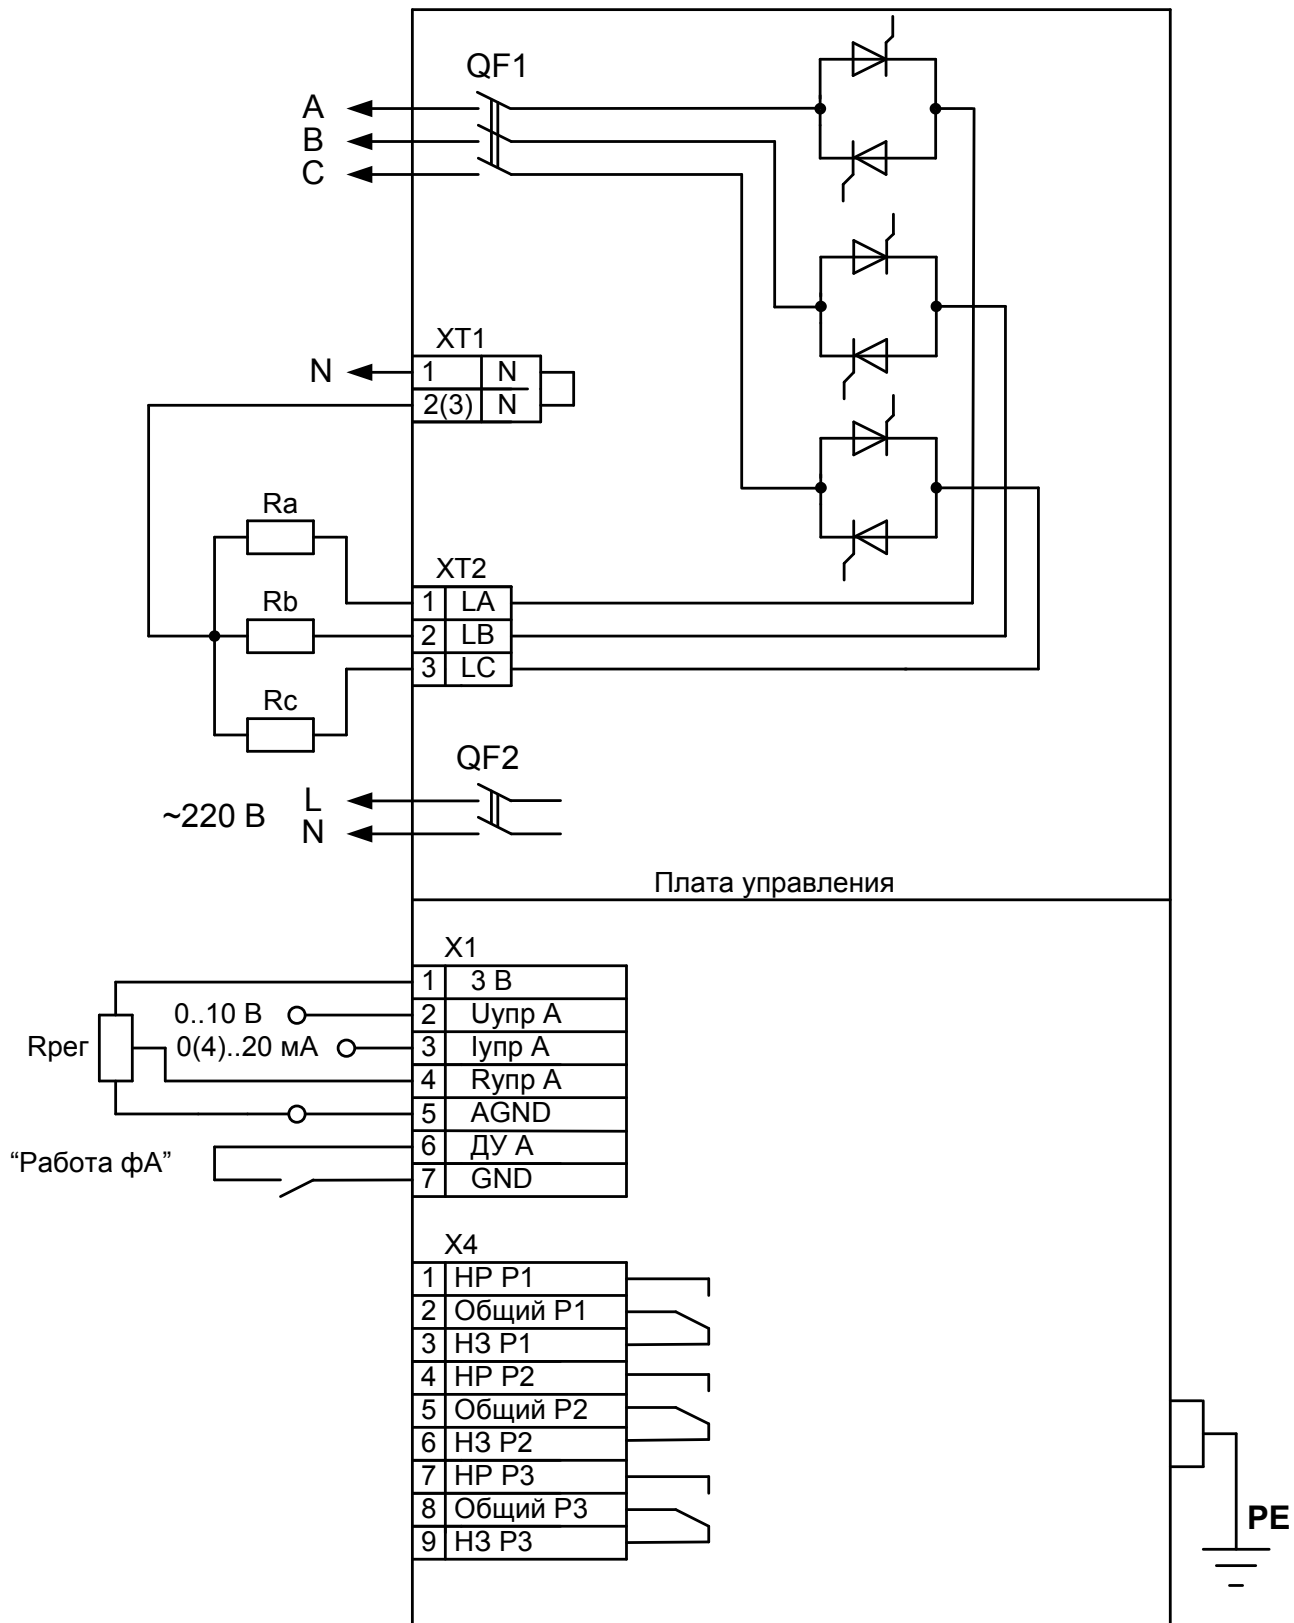 QF1
A
B
C
XT1
N 1 N
2(3) N
Ra
XT2
1 LA
Rb
2 LB
3 LC
Rc
QF2
L
~220 В
N
Плата управления
X1
1 3 В
0..10 В 2 Uупр А
Rрег 0(4)..20 мА 3 Iупр А
4 Rупр А
5 AGND
6 ДУ А
“Работа фА”
7 GND
X4
1 НР Р1
2 Общий Р1
3 НЗ Р1
4 НР Р2
5 Общий Р2
6 НЗ Р2
7 НР Р3
8 Общий Р3
9 НЗ Р3
PE